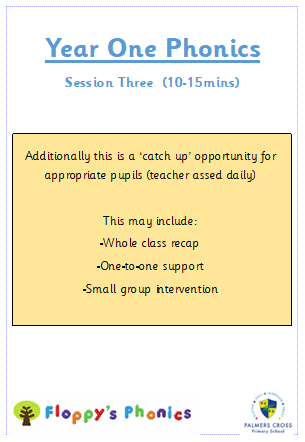 Year One Phonics
Session Three (10-15mins)
Additionally this is a ‘catch up’ opportunity for
appropriate pupils (teacher assed daily)
This may include:
-Whole class recap
-One-to-one support
-Small group intervention
Floppy's Phonics
PALMERS CROSS
Primary School